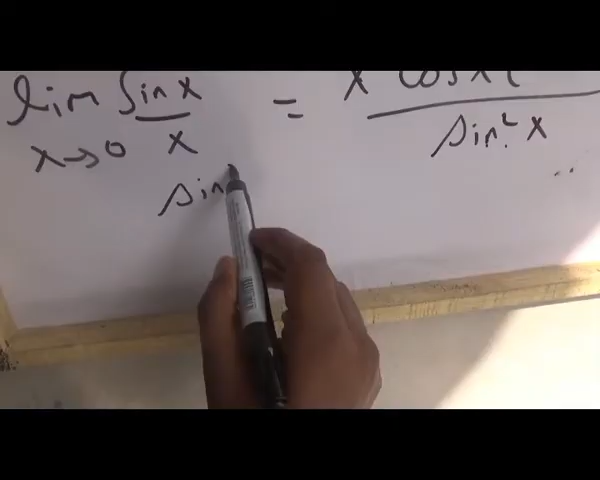 lim sin x / x = x cos x
x→0 sin² x
sin